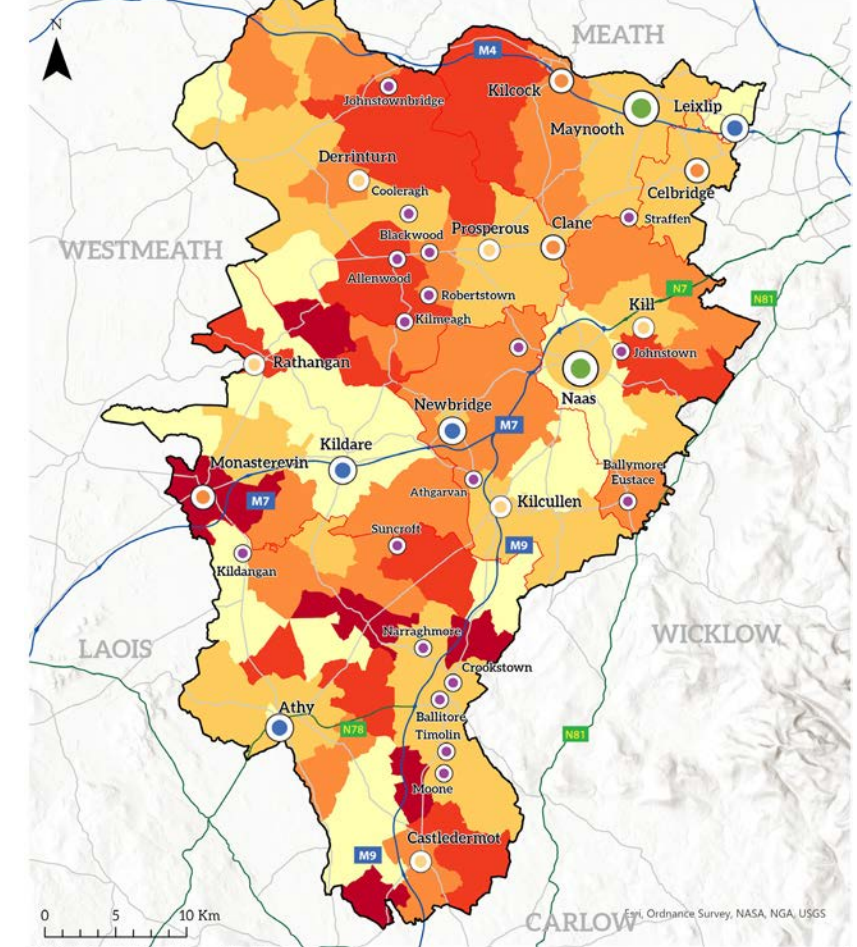 N
MEATH
M4
Kilcock
Johnstownbridge
Maynooth
Leixlip
Derrinturn
Cooleragh
Celbridge
Straffen
WESTMEATH
Blackwood
Prosperous
Clane
Allenwood
Robertstown
N7
N81
Kill
Kilmeagh
Johnstown
Rathangan
Naas
Newbridge
M7
Kildare
Monasterevin
Ballymore
Eustace
M7
Athgarvan
Kilcullen
Suncroft
M9
Kildangan
Narraghmore
WICKLOW
LAOIS
Crookstown
Athy
Ballitore
N78
Timolin
N81
Moone
Castledermot
M9
0 5 10 Km
CARLOW
Esri, Ordnance Survey, NASA, NGA, USGS